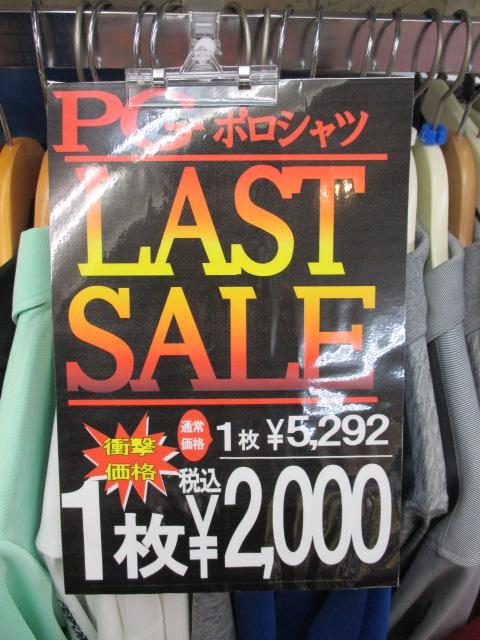 PG ポロシャツ
LAST
SALE
通常価格 1枚 ¥5,292
衝撃価格
税込
1枚¥2,000